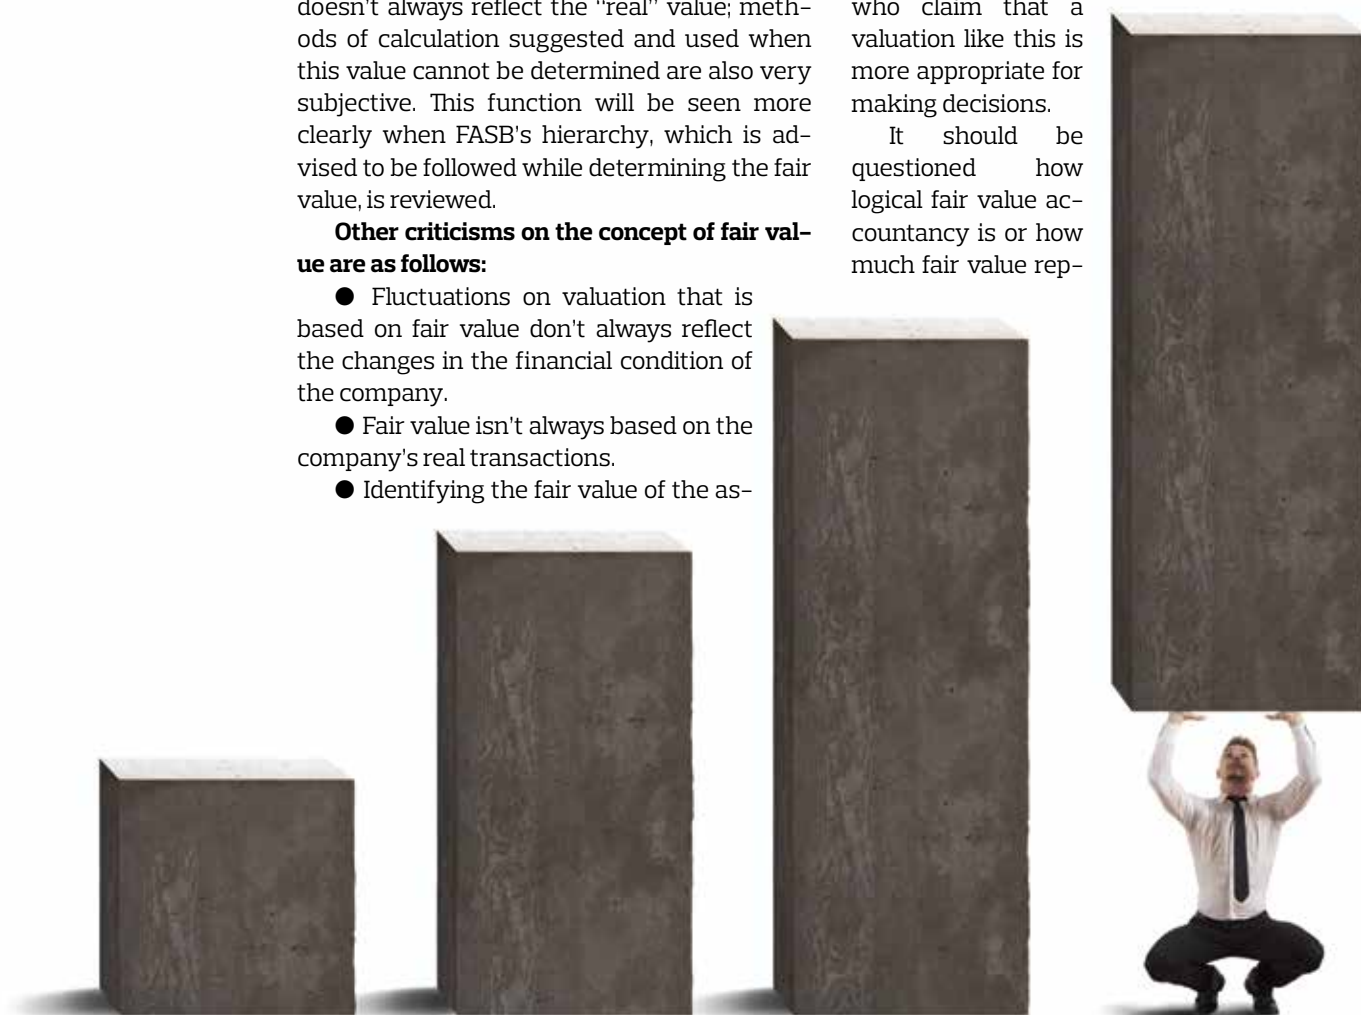 doesn't always reflect the "real" value; meth-
ods of calculation suggested and used when
this value cannot be determined are also very
subjective. This function will be seen more
clearly when FASB's hierarchy, which is ad-
vised to be followed while determining the fair
value, is reviewed.
Other criticisms on the concept of fair val-
ue are as follows:
● Fluctuations on valuation that is
based on fair value don't always reflect
the changes in the financial condition of
the company.
● Fair value isn't always based on the
company's real transactions.
● Identifying the fair value of the as-
who claim that a
valuation like this is
more appropriate for
making decisions.
It should be
questioned how
logical fair value ac-
countancy is or how
much fair value rep-